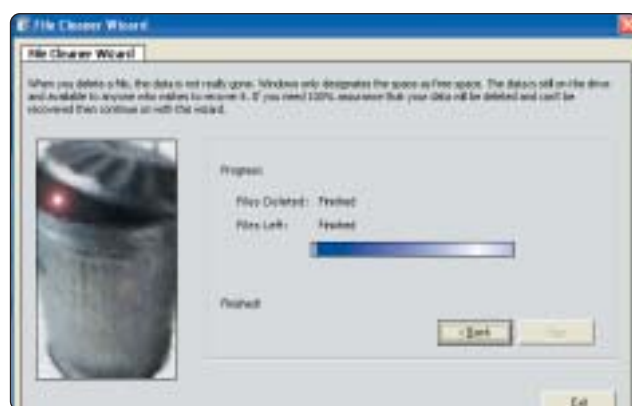 File Cleaner Wizard
File Cleaner Wizard
When you delete a file, the data is not really gone. Windows only designates the space as free space. The data is still on the drive
and available to anyone who wishes to recover it. If you need 100% assurance that your data will be deleted and can't be
recovered then continue on with this wizard.
Progress:
Files Deleted: Finished
Files Left: Finished
Finished!
< Back
Exit